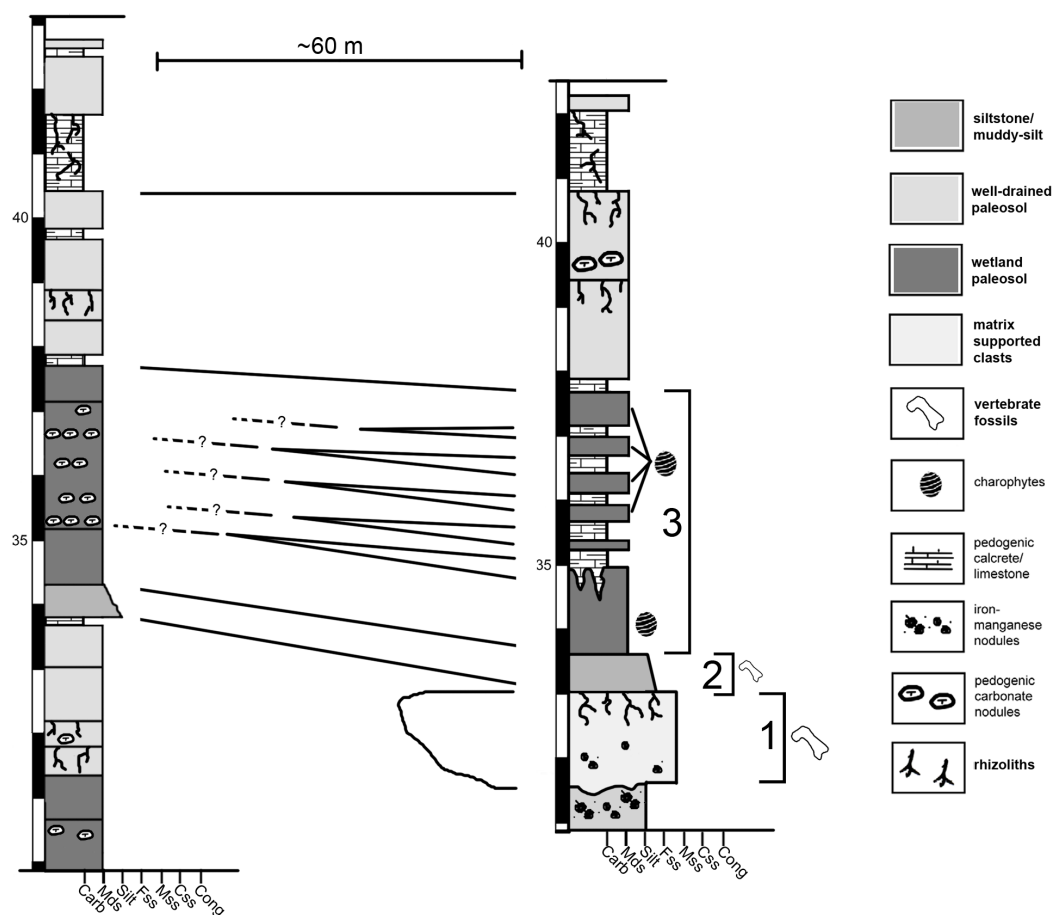 ~60 m
40
35
?
?
?
?
?
Carb
Mds
Silt
Fss
Mss
Css
Cong
40
35
3
2
1
Carb
Mds
Silt
Fss
Mss
Css
Cong
siltstone/
muddy-silt
well-drained
paleosol
wetland
paleosol
matrix
supported
clasts
vertebrate
fossils
charophytes
pedogenic
calcrete/
limestone
iron-
manganese
nodules
pedogenic
carbonate
nodules
rhizoliths